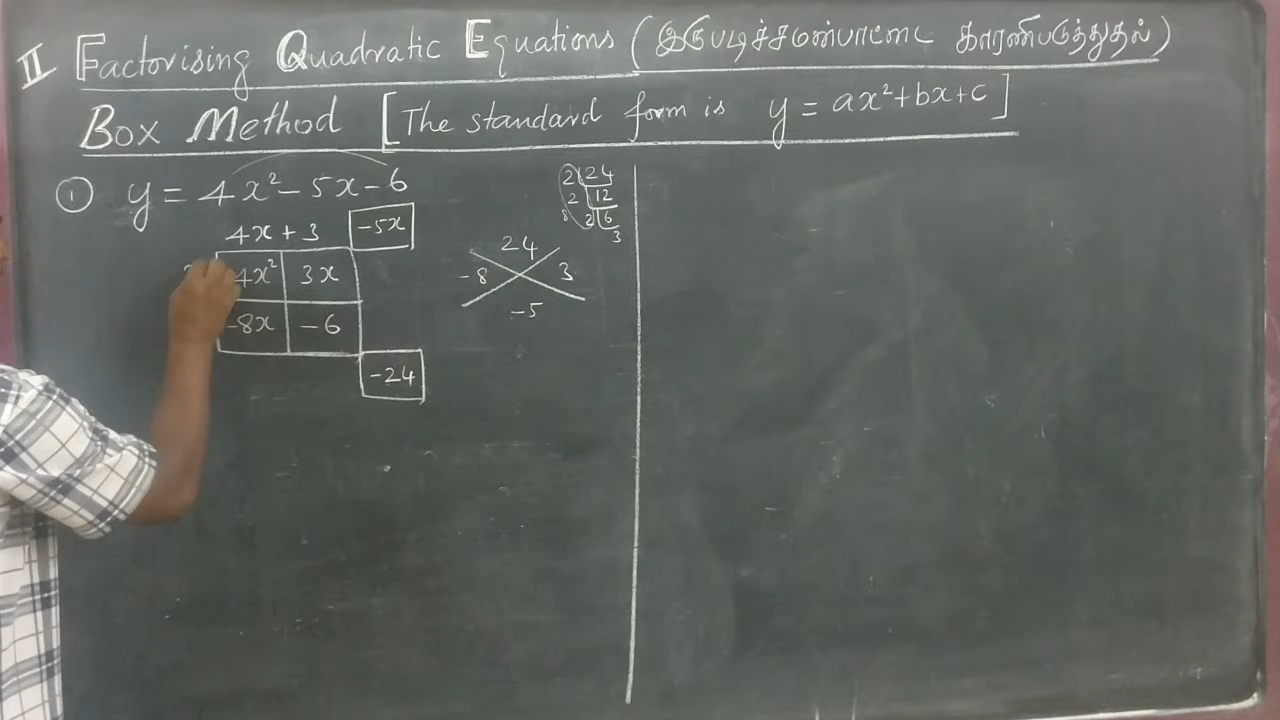 II Factorising Quadratic Equations (இருபடிச்சமன்பாட்டை காரணிபடுத்துதல்)
Box Method [The standard form is y = ax²+bx+c]
① y = 4x² - 5x - 6
4x + 3 -5x
4x² 3x
-8x -6
-24
24
-8 3
-5
2 24
2 12
8 2 6
3